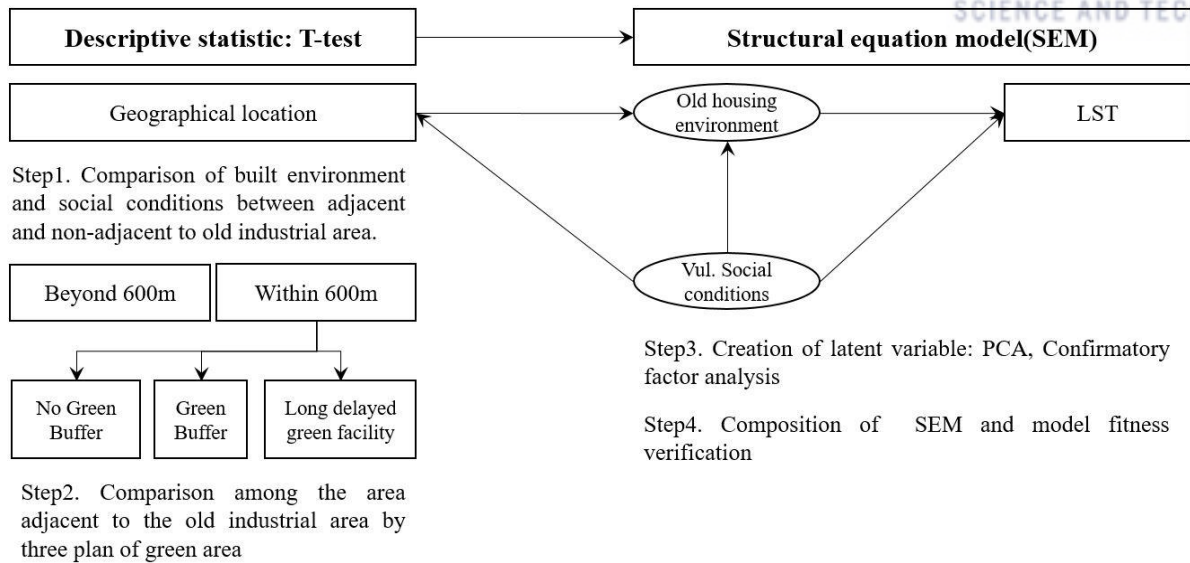 SCIENCE AND TEC
Descriptive statistic: T-test
Structural equation model(SEM)
Geographical location
Old housing
environment
LST
Step1. Comparison of built environment
and social conditions between adjacent
and non-adjacent to old industrial area.
Beyond 600m
Within 600m
Vul. Social
conditions
No Green
Buffer
Green
Buffer
Long delayed
green facility
Step2. Comparison among the area
adjacent to the old industrial area by
three plan of green area
Step3. Creation of latent variable: PCA, Confirmatory
factor analysis
Step4. Composition of SEM and model fitness
verification